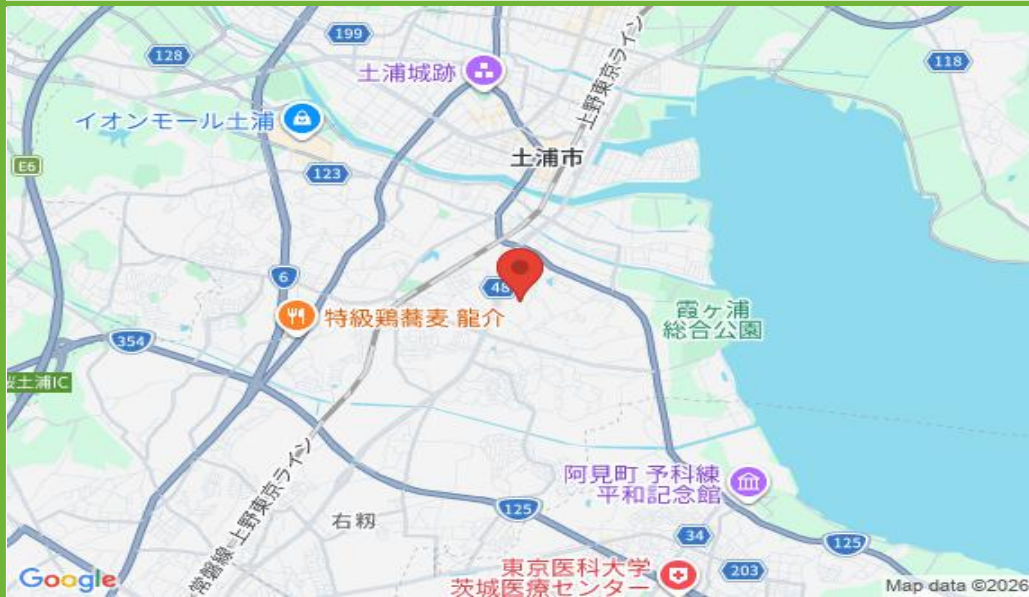 199
128
118
土浦城跡
上野東京ライン
イオンモール土浦
土浦市
E6
123
6
48
特級鶏蕎麦 龍介
霞ヶ浦
総合公園
354
桜土浦IC
阿見町 予科練
平和記念館
125
右籾
34
125
常磐線·上野東京ライン
東京医科大学
茨城医療センター
203
Google
Map data ©2026